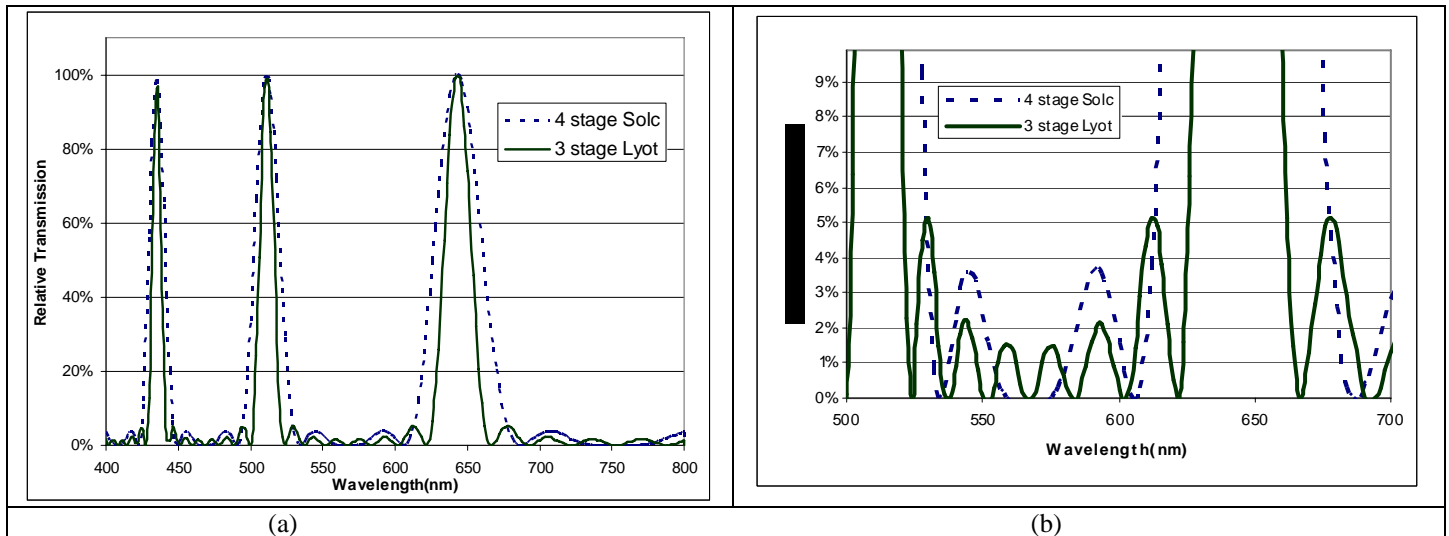 100%
80%
60%
40%
20%
0%
Relative Transmission
4 stage Solc
3 stage Lyot
400 450 500 550 600 650 700 750 800
Wavelength(nm)
(a)
9%
8%
7%
6%
5%
4%
3%
2%
1%
0%
4 stage Solc
3 stage Lyot
500 550 600 650 700
Wavelength(nm)
(b)